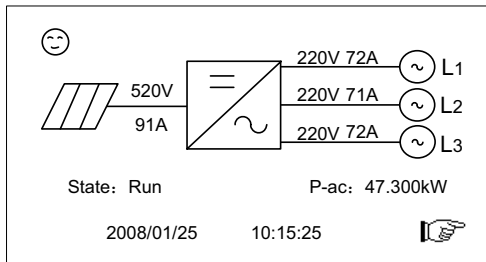 220V 72A L1
520V
220V 71A L2
91A
220V 72A L3
State: Run P-ac: 47.300kW
2008/01/25 10:15:25